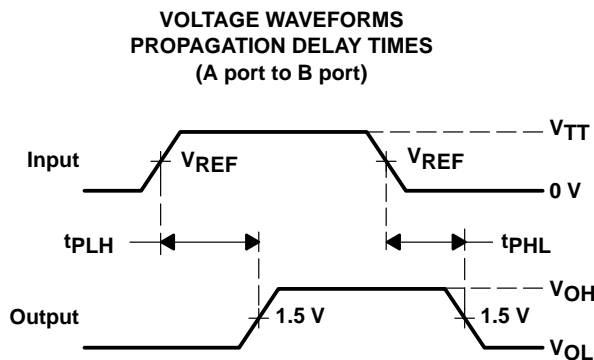 VOLTAGE WAVEFORMS
PROPAGATION DELAY TIMES
(A port to B port)
VTT
Input
VREF
VREF
0 V
tPLH
tPHL
VOH
Output
1.5 V
1.5 V
VOL